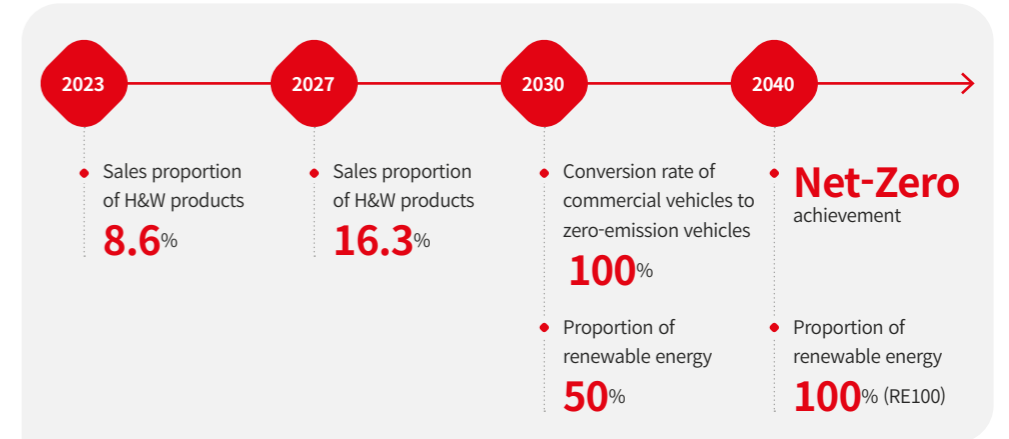 2023
Sales proportion
of H&W products
8.6%
2027
Sales proportion
of H&W products
16.3%
2030
Conversion rate of
commercial vehicles to
zero-emission vehicles
100%
Proportion of
renewable energy
50%
2040
Net-Zero
achievement
Proportion of
renewable energy
100% (RE100)